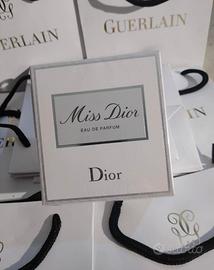 GUERLAIN
GUERLAIN
Miss Dior
EAU DE PARFUM
Dior